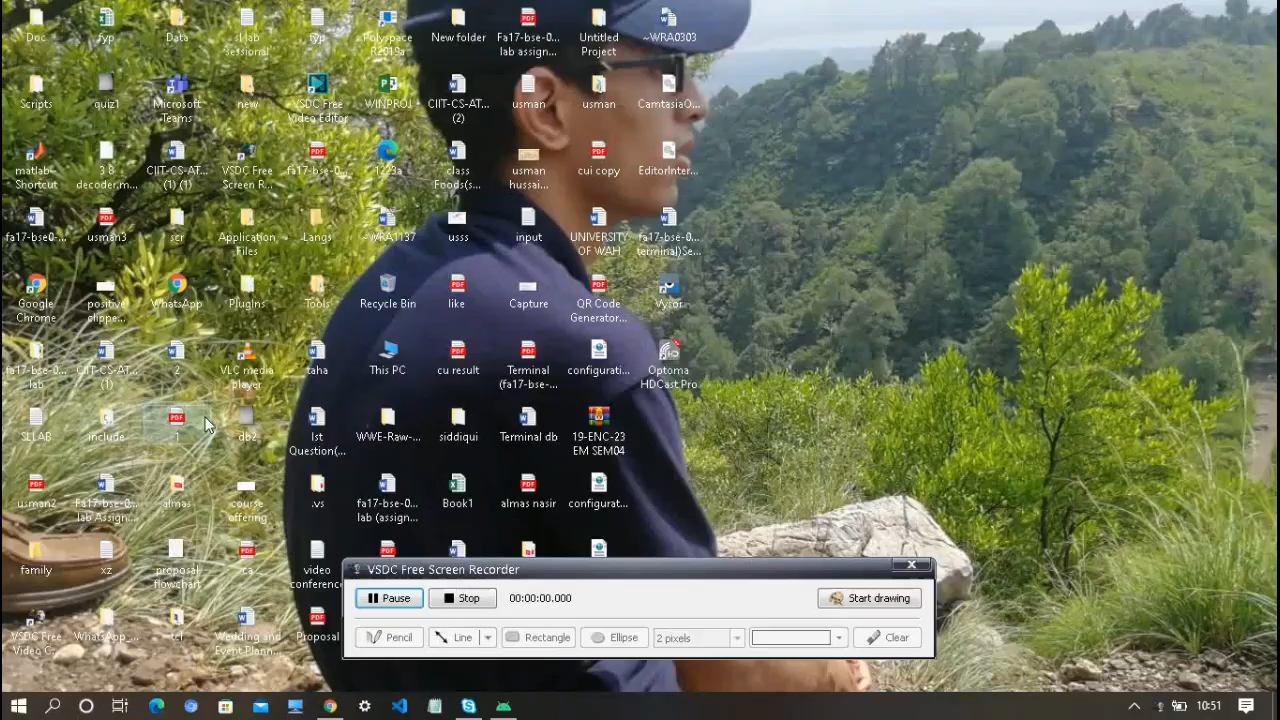 Doc
fyp
Data
sl lab
sessional
fyp
Polyspace
R2019a
New folder
Fa17-bse-0...
lab assign...
Untitled
Project
~WRA0303
Scripts
quiz1
Microsoft
Teams
new
VSDC Free
Video Editor
WINPROJ
CIIT-CS-AT...
(2)
usman
usman
CamtasiaO...
matlab-
Shortcut
3 8
decoder.m...
CIIT-CS-AT...
(1) (1)
VSDC Free
Screen R...
fa17-bse-0...
1223a
class
Foods(s...
usman
hussai...
cui copy
EditorInter...
fa17-bse0-...
usman3
scr
Application
Files
Langs
~WRA1137
usss
input
UNIVERSITY
OF WAH
fa17-bse-0...
terminal)Se...
Google
Chrome
positive
clippe...
WhatsApp
Plugins
Tools
Recycle Bin
like
Capture
QR Code
Generator...
Vysor
fa17-bse-0...
lab
CIIT-CS-AT...
(1)
2
VLC media
player
taha
This PC
cu result
Terminal
(fa17-bse-...
configurati...
Optoma
HDCast Pro
SLLAB
include
1
db2
Ist
Question(...
WWE-Raw-...
siddiqui
Terminal db
19-ENC-23
EM SEM04
usman2
Fa17-bse-0...
lab Assign...
almas
course
offering
.vs
fa17-bse-0...
lab (assign...
Book1
almas nasir
configurat...
family
xz
proposal
flowchart
ca
video
conference
VSDC Free
Video C...
WhatsApp_...
tcl
Wedding and
Event Plann...
Proposal
VSDC Free Screen Recorder
Pause
Stop
00:00:00.000
Start drawing
Pencil
Line
Rectangle
Ellipse
2 pixels
Clear
10:51